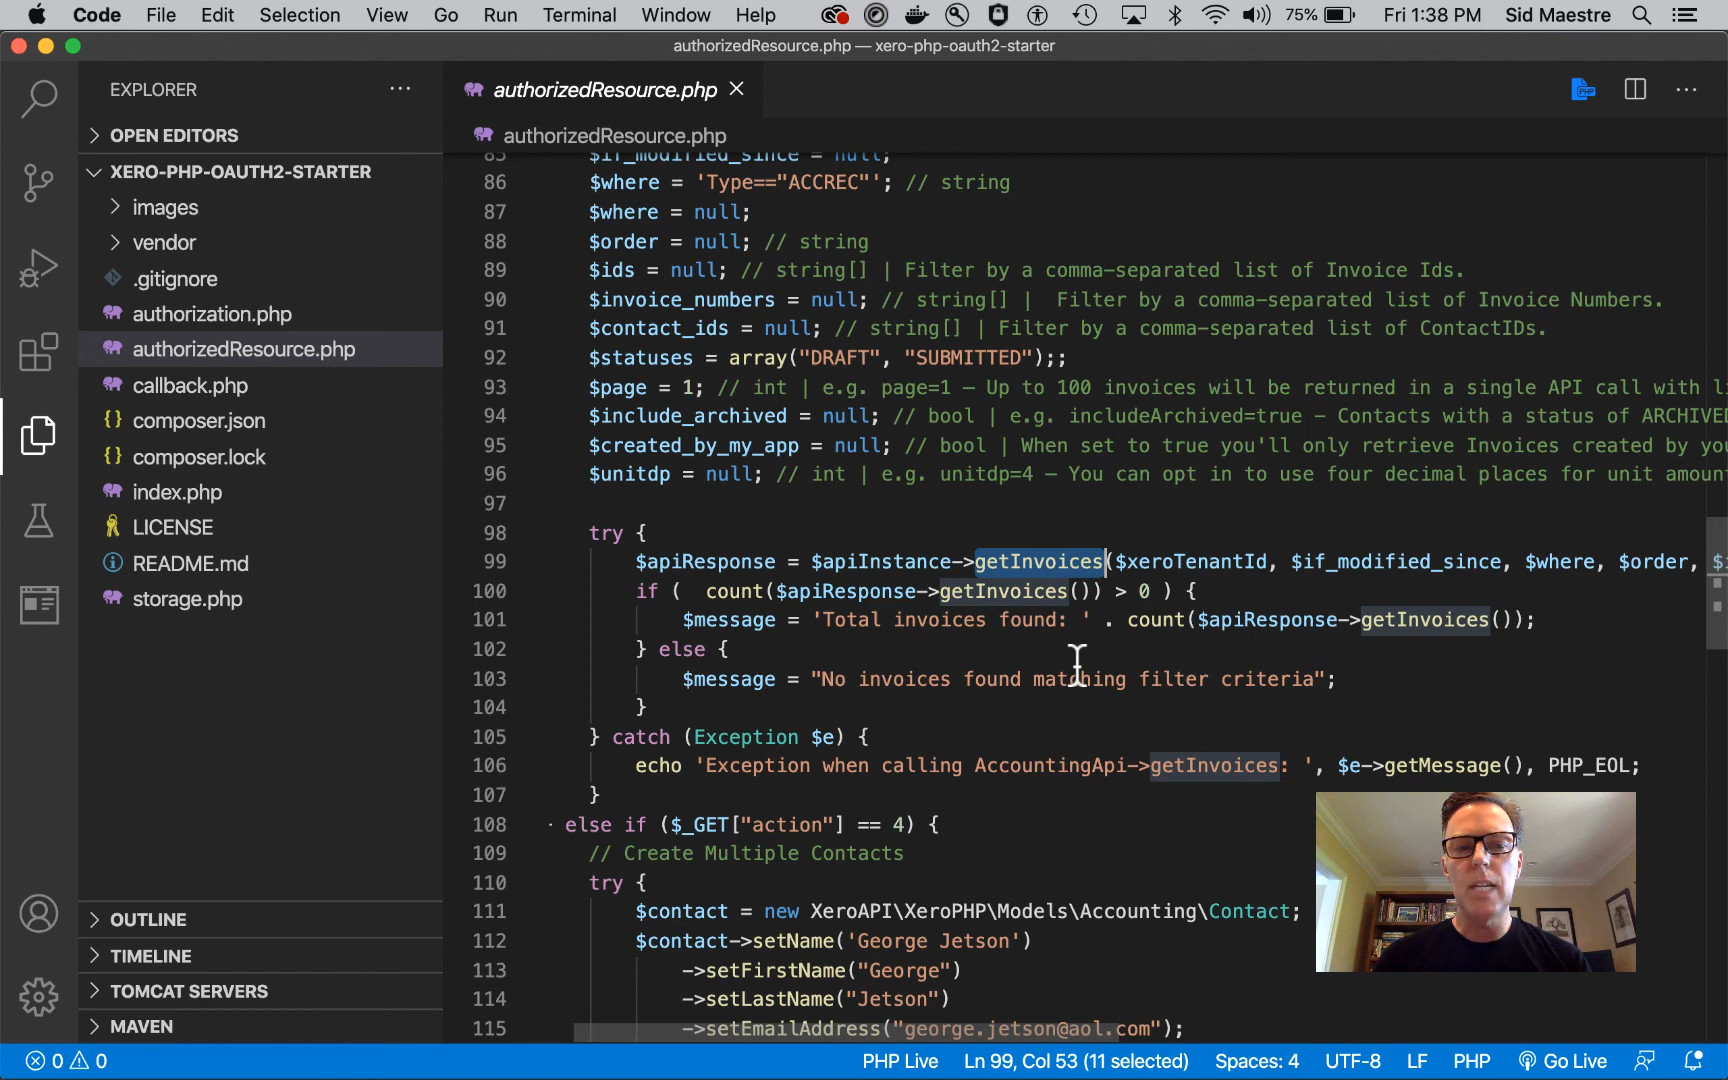 Code File Edit Selection View Go Run Terminal Window Help 75% Fri 1:38 PM Sid Maestre
authorizedResource.php — xero-php-oauth2-starter
EXPLORER
OPEN EDITORS
XERO-PHP-OAUTH2-STARTER
images
vendor
.gitignore
authorization.php
authorizedResource.php
callback.php
{} composer.json
{} composer.lock
index.php
LICENSE
README.md
storage.php
OUTLINE
TIMELINE
TOMCAT SERVERS
MAVEN
authorizedResource.php
PHP
authorizedResource.php
85 $if_modified_since = null;
86 $where = 'Type=="ACCREC"'; // string
87 $where = null;
88 $order = null; // string
89 $ids = null; // string[] | Filter by a comma-separated list of Invoice Ids.
90 $invoice_numbers = null; // string[] |  Filter by a comma-separated list of Invoice Numbers.
91 $contact_ids = null; // string[] | Filter by a comma-separated list of ContactIDs.
92 $statuses = array("DRAFT", "SUBMITTED");;
93 $page = 1; // int | e.g. page=1 – Up to 100 invoices will be returned in a single API call with li
94 $include_archived = null; // bool | e.g. includeArchived=true – Contacts with a status of ARCHIVED
95 $created_by_my_app = null; // bool | When set to true you'll only retrieve Invoices created by you
96 $unitdp = null; // int | e.g. unitdp=4 – You can opt in to use four decimal places for unit amoun
97
98 try {
99 $apiResponse = $apiInstance->getInvoices($xeroTenantId, $if_modified_since, $where, $order, $i
100 if (  count($apiResponse->getInvoices()) > 0 ) {
101 $message = 'Total invoices found: ' . count($apiResponse->getInvoices());
102 } else {
103 $message = "No invoices found matching filter criteria";
104 }
105 } catch (Exception $e) {
106 echo 'Exception when calling AccountingApi->getInvoices: ', $e->getMessage(), PHP_EOL;
107 }
108 else if ($_GET["action"] == 4) {
109 // Create Multiple Contacts
110 try {
111 $contact = new XeroAPI\XeroPHP\Models\Accounting\Contact;
112 $contact->setName('George Jetson')
113 ->setFirstName("George")
114 ->setLastName("Jetson")
115 ->setEmailAddress("george.jetson@aol.com");
0 0 PHP Live Ln 99, Col 53 (11 selected) Spaces: 4 UTF-8 LF PHP Go Live